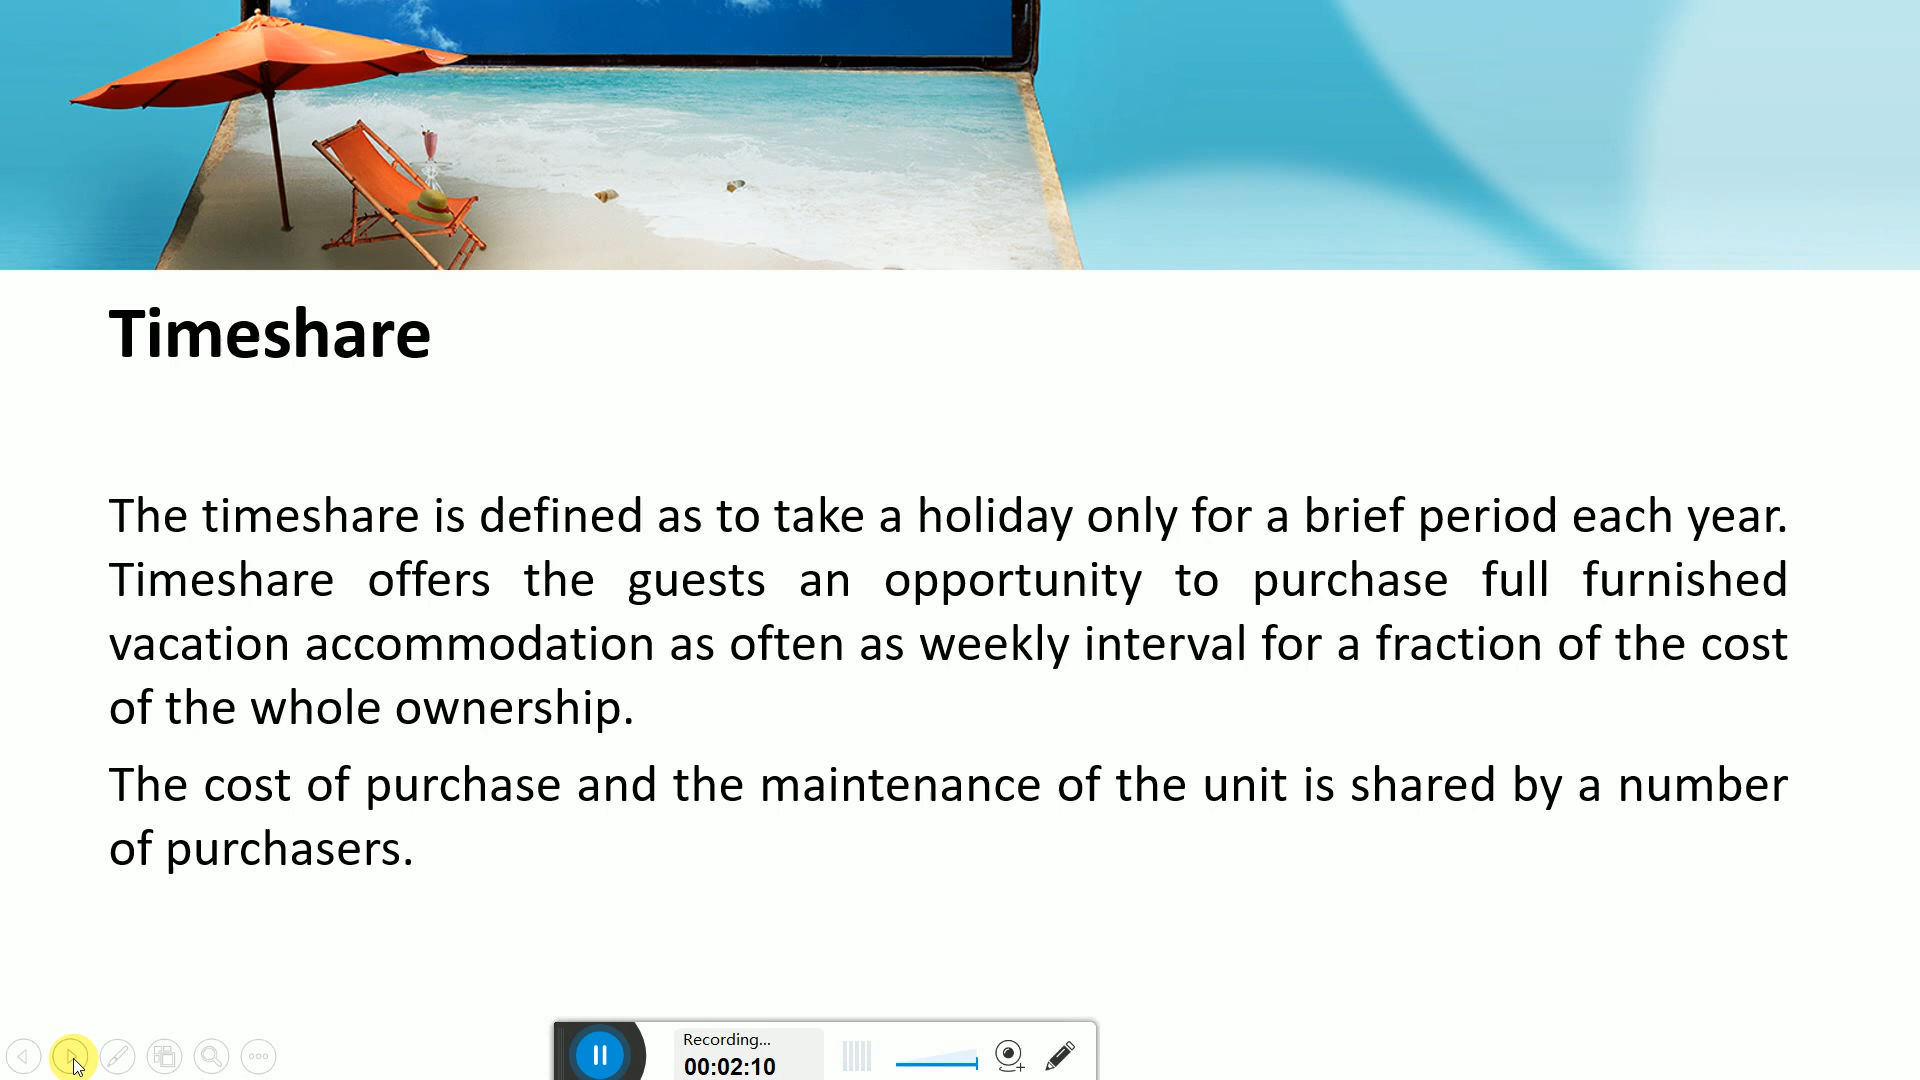 Timeshare
The timeshare is defined as to take a holiday only for a brief period each year.
Timeshare offers the guests an opportunity to purchase full furnished
vacation accommodation as often as weekly interval for a fraction of the cost
of the whole ownership.
The cost of purchase and the maintenance of the unit is shared by a number
of purchasers.
Recording...
00:02:10